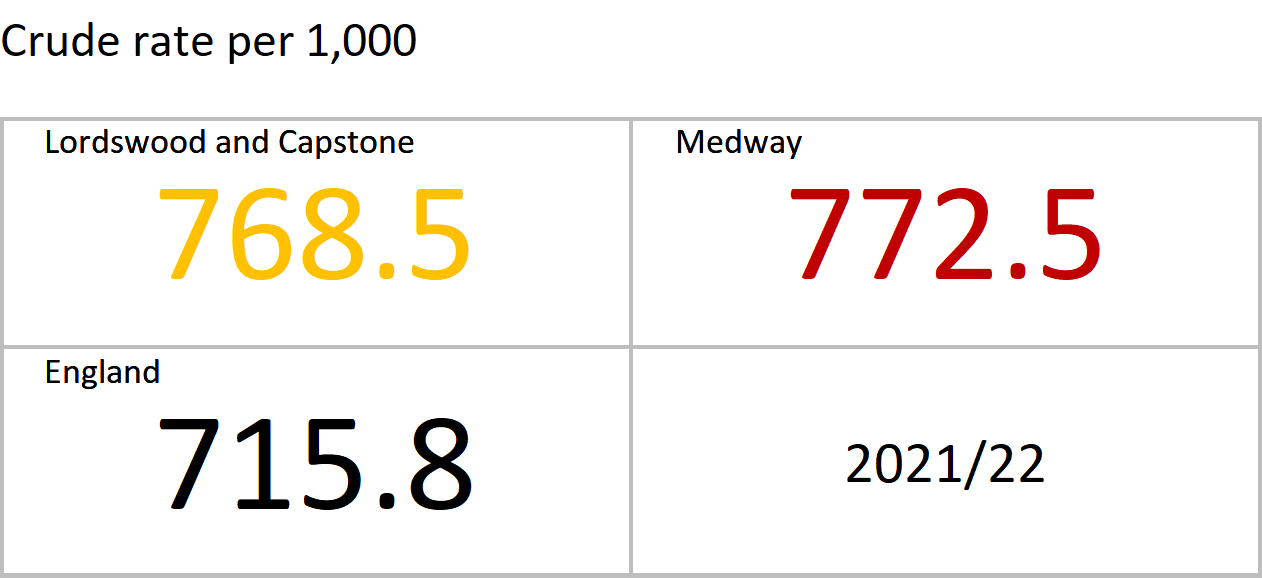 Crude rate per 1,000
Lordswood and Capstone
768.5
Medway
772.5
England
715.8
2021/22